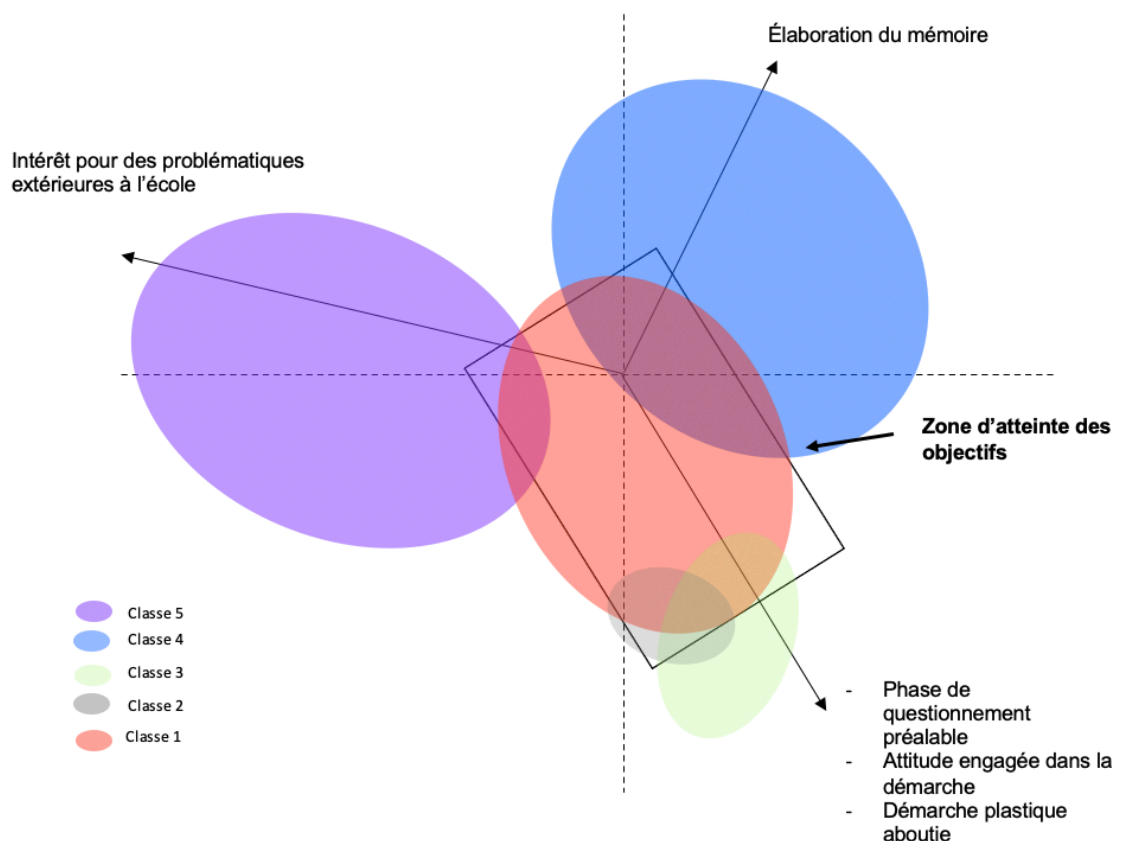 Élaboration du mémoire
Intérêt pour des problématiques
extérieures à l'école
Zone d'atteinte des
objectifs
Classe 5
Classe 4
Classe 3
Classe 2
Classe 1
- Phase de
questionnement
préalable
- Attitude engagée dans la
démarche
- Démarche plastique
aboutie